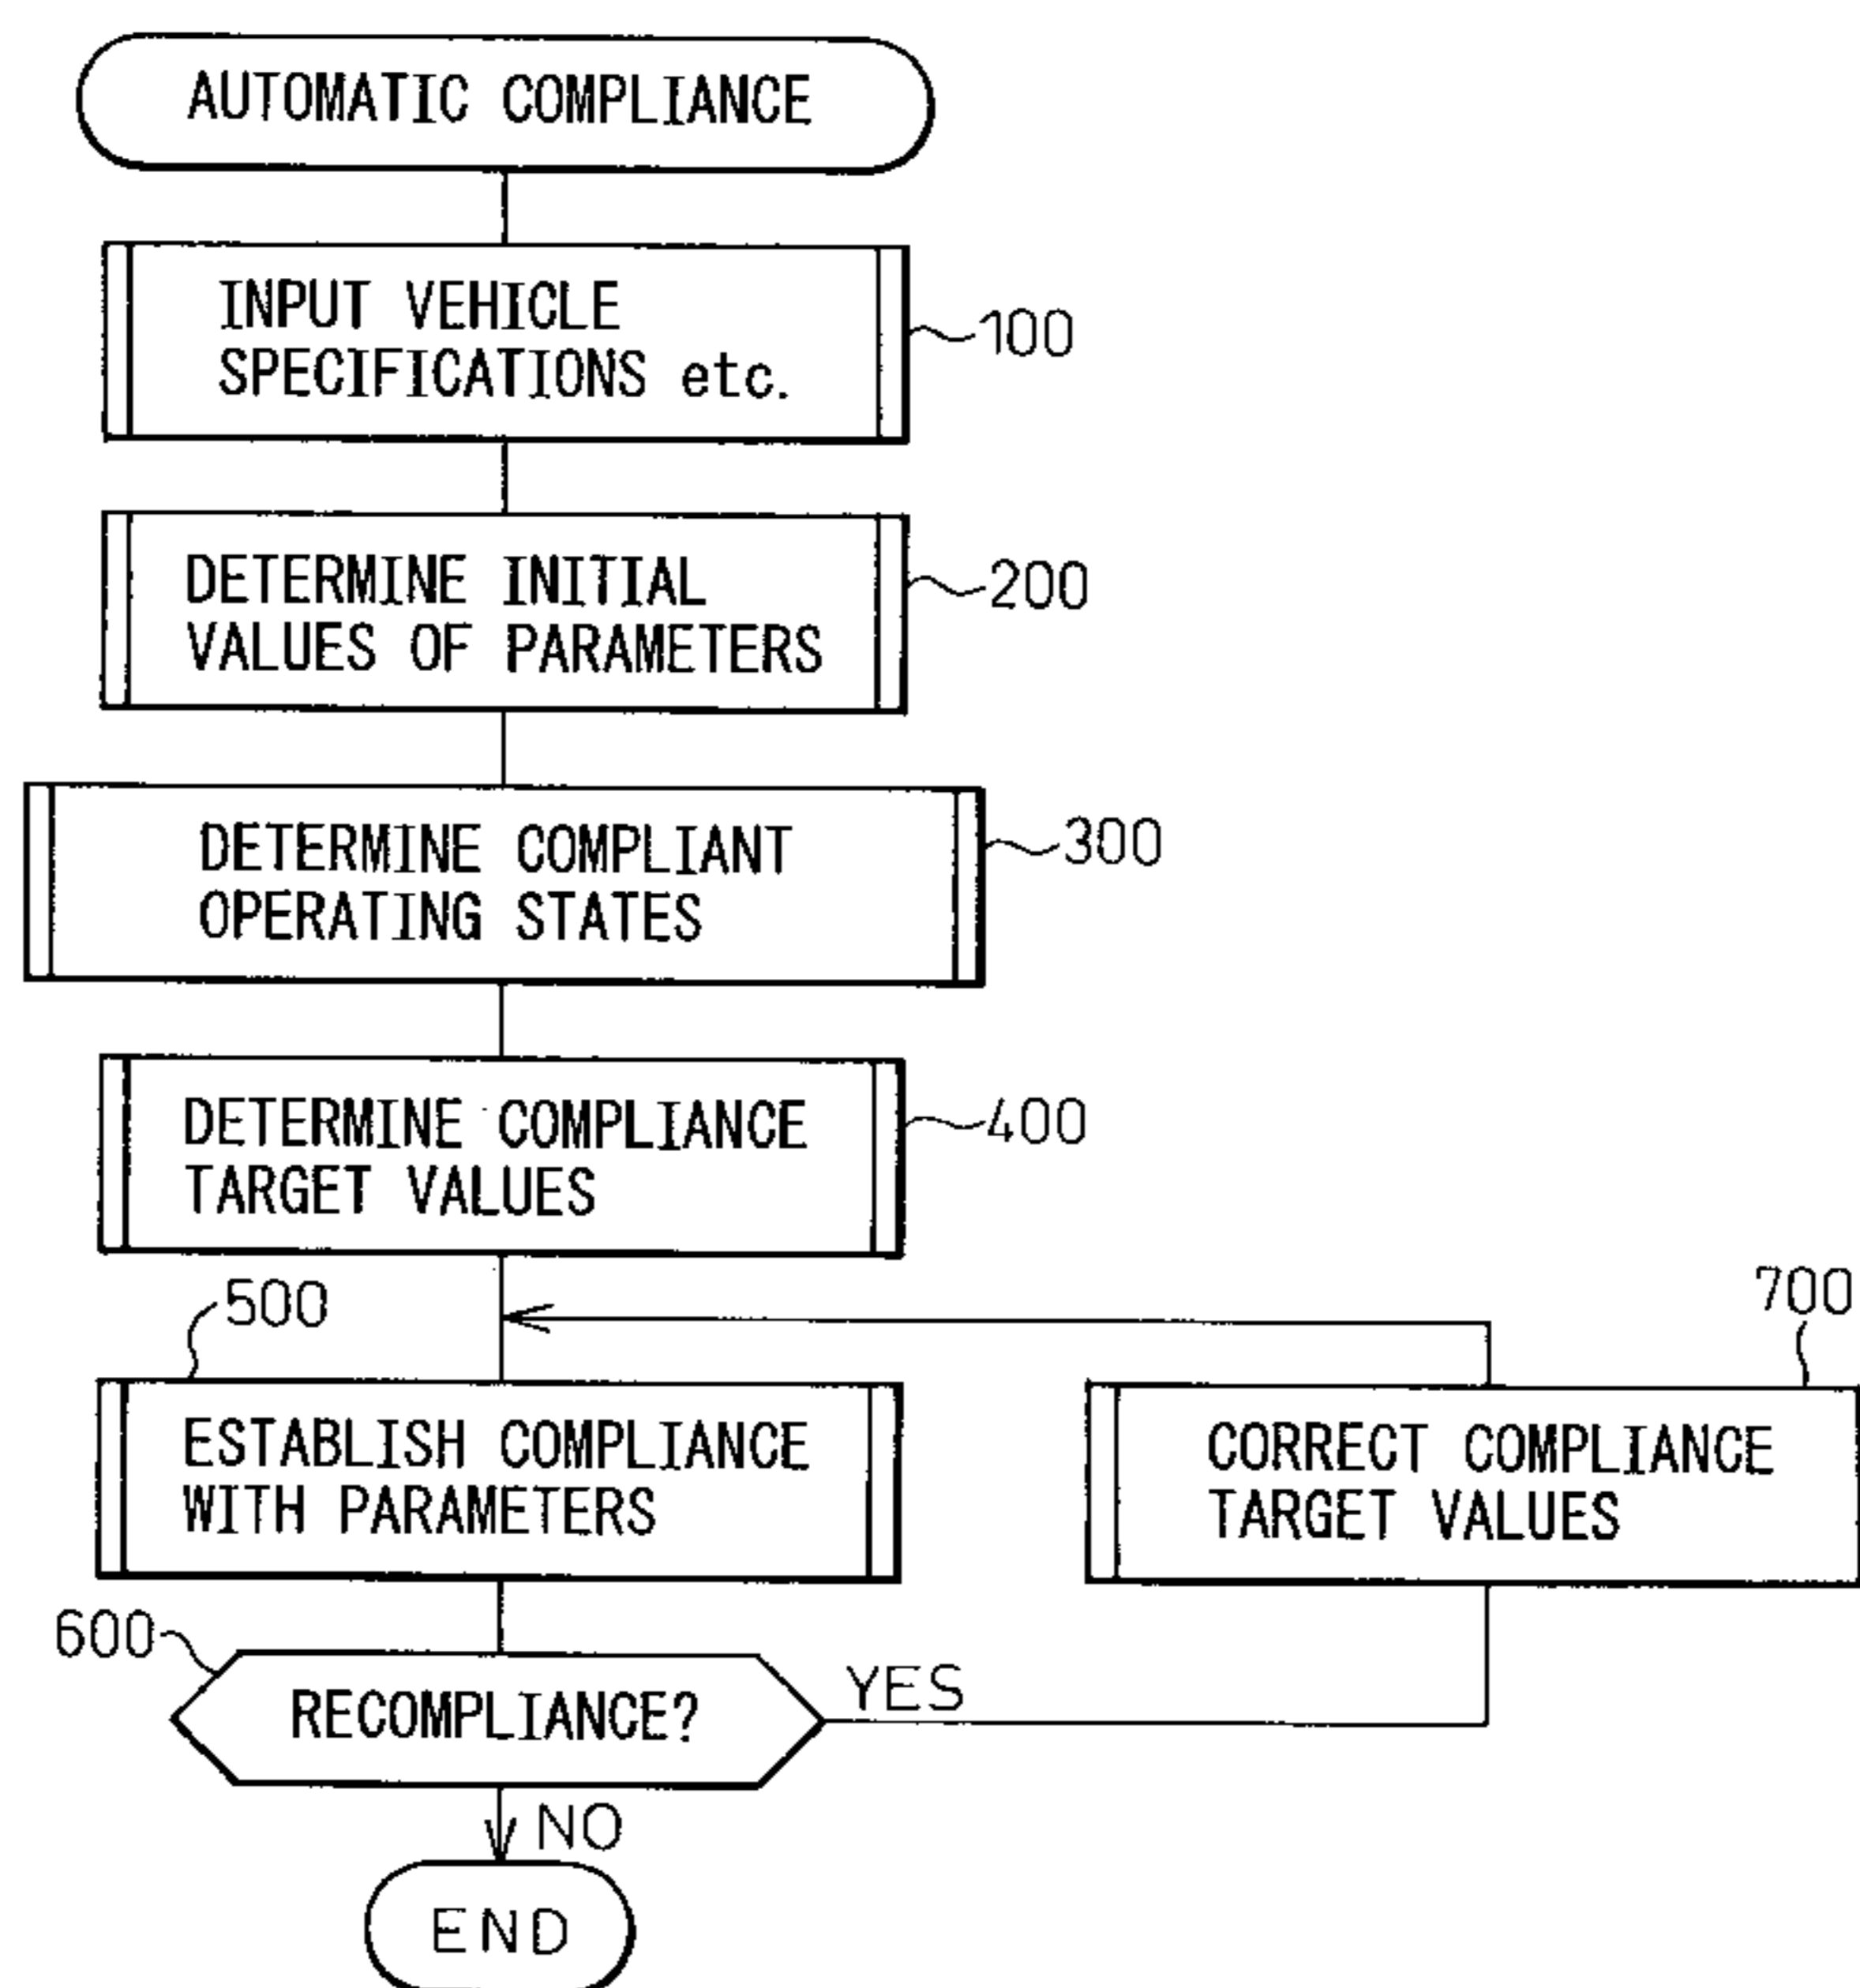 AUTOMATIC COMPLIANCE
INPUT VEHICLE
SPECIFICATIONS etc.
100
DETERMINE INITIAL
VALUES OF PARAMETERS
200
DETERMINE COMPLIANT
OPERATING STATES
300
DETERMINE COMPLIANCE
TARGET VALUES
400
500
700
ESTABLISH COMPLIANCE
WITH PARAMETERS
CORRECT COMPLIANCE
TARGET VALUES
600
RECOMPLIANCE?
YES
NO
END